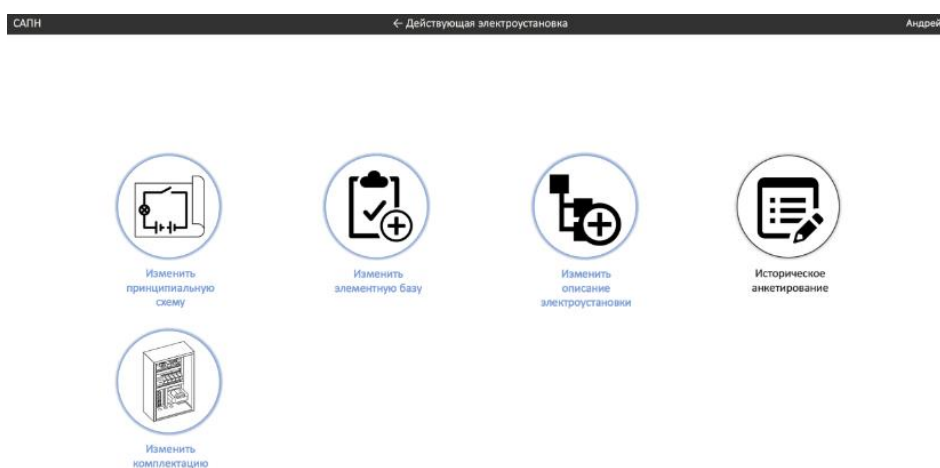 САПН ← Действующая электроустановка Андрей
Изменить
принципиальную
схему
Изменить
элементную базу
Изменить
описание
электроустановки
Историческое
анкетирование
Изменить
комплектацию